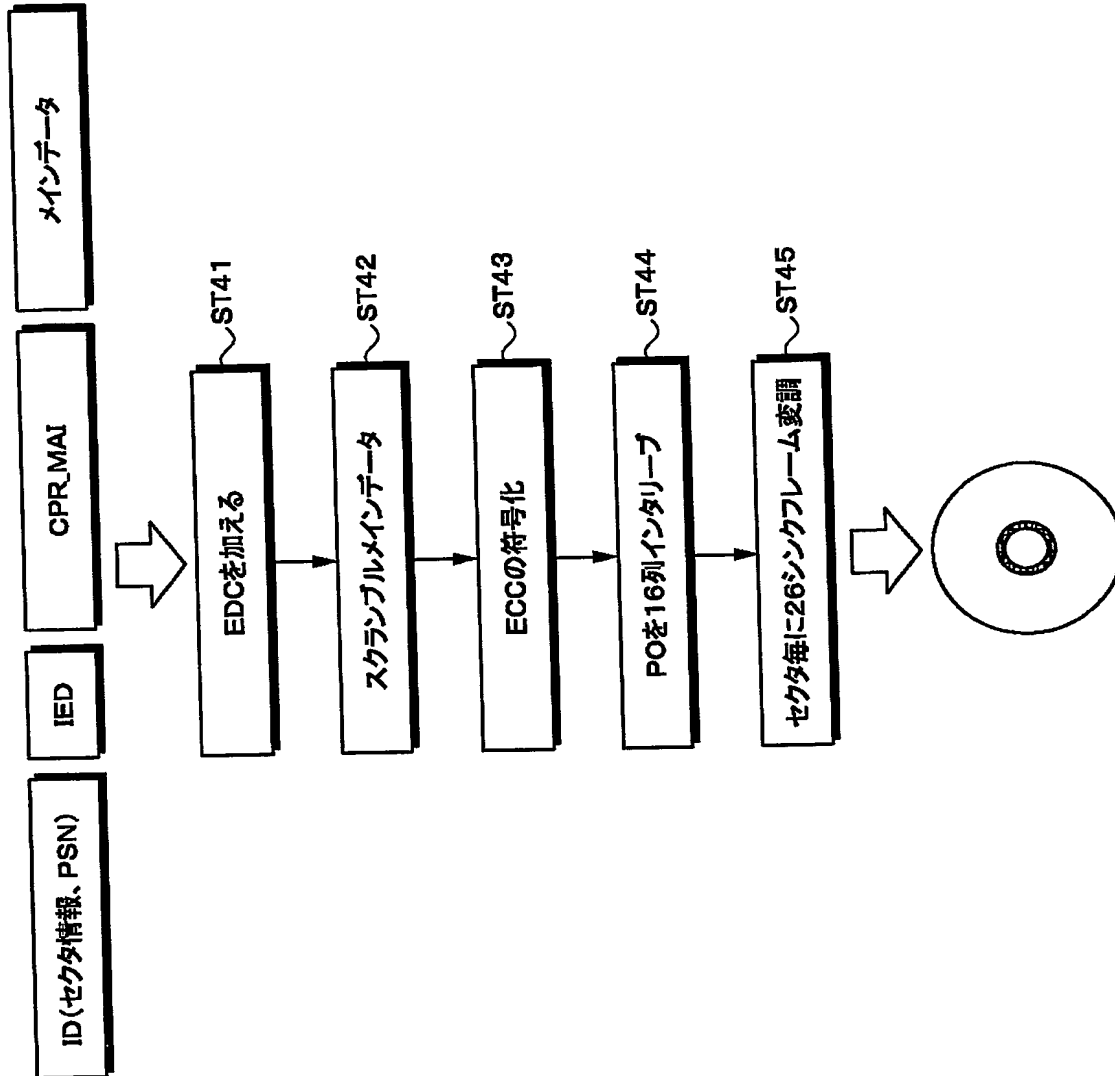 ID(セクタ情報、PSN)
IED
CPR_MAI
メインデータ
EDCを加える
ST41
スクランブルメインデータ
ST42
ECCの符号化
ST43
POを16列インタリーブ
ST44
セクタ毎に26シンクフレーム変調
ST45